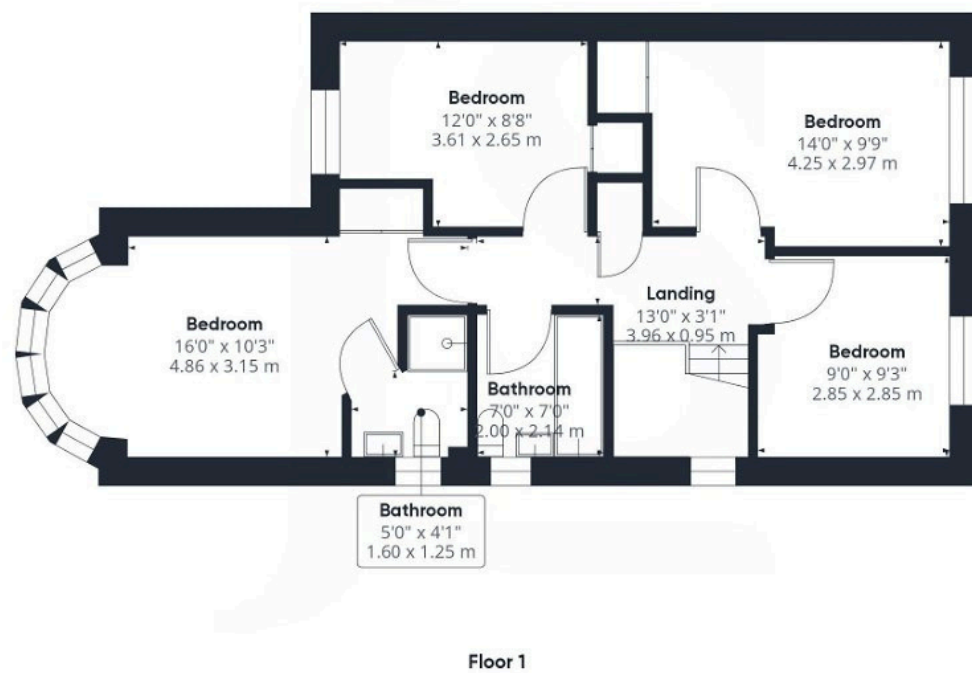 Bedroom
12'0" x 8'8"
3.61 x 2.65 m
Bedroom
14'0" x 9'9"
4.25 x 2.97 m
Bedroom
16'0" x 10'3"
4.86 x 3.15 m
Landing
13'0" x 3'1"
3.96 x 0.95 m
Bedroom
9'0" x 9'3"
2.85 x 2.85 m
Bathroom
7'0" x 7'0"
2.00 x 2.14 m
Bathroom
5'0" x 4'1"
1.60 x 1.25 m
Floor 1